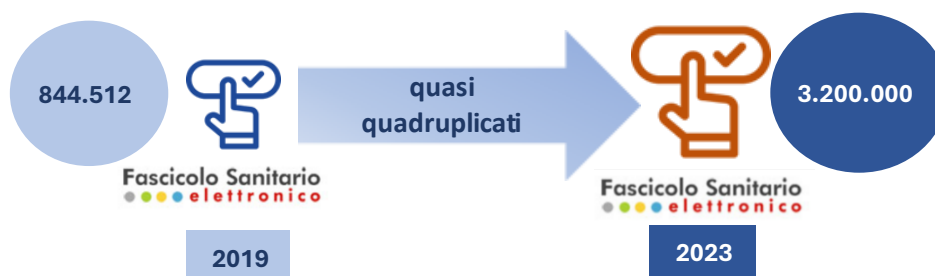 844.512
quasi
quadruplicati
3.200.000
Fascicolo Sanitario
elettronico
Fascicolo Sanitario
elettronico
2019
2023